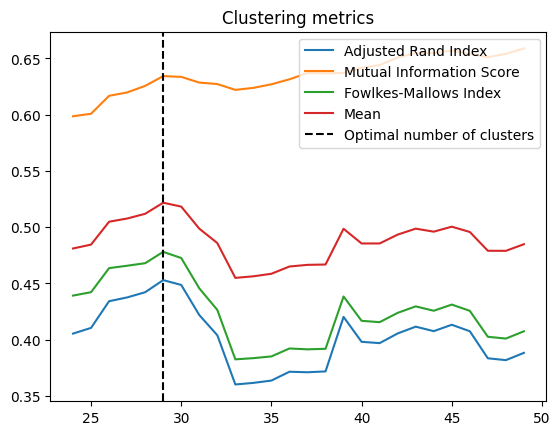 Clustering metrics
Adjusted Rand Index
Mutual Information Score
Fowlkes-Mallows Index
Mean
Optimal number of clusters
0.65
0.60
0.55
0.50
0.45
0.40
0.35
25 30 35 40 45 50